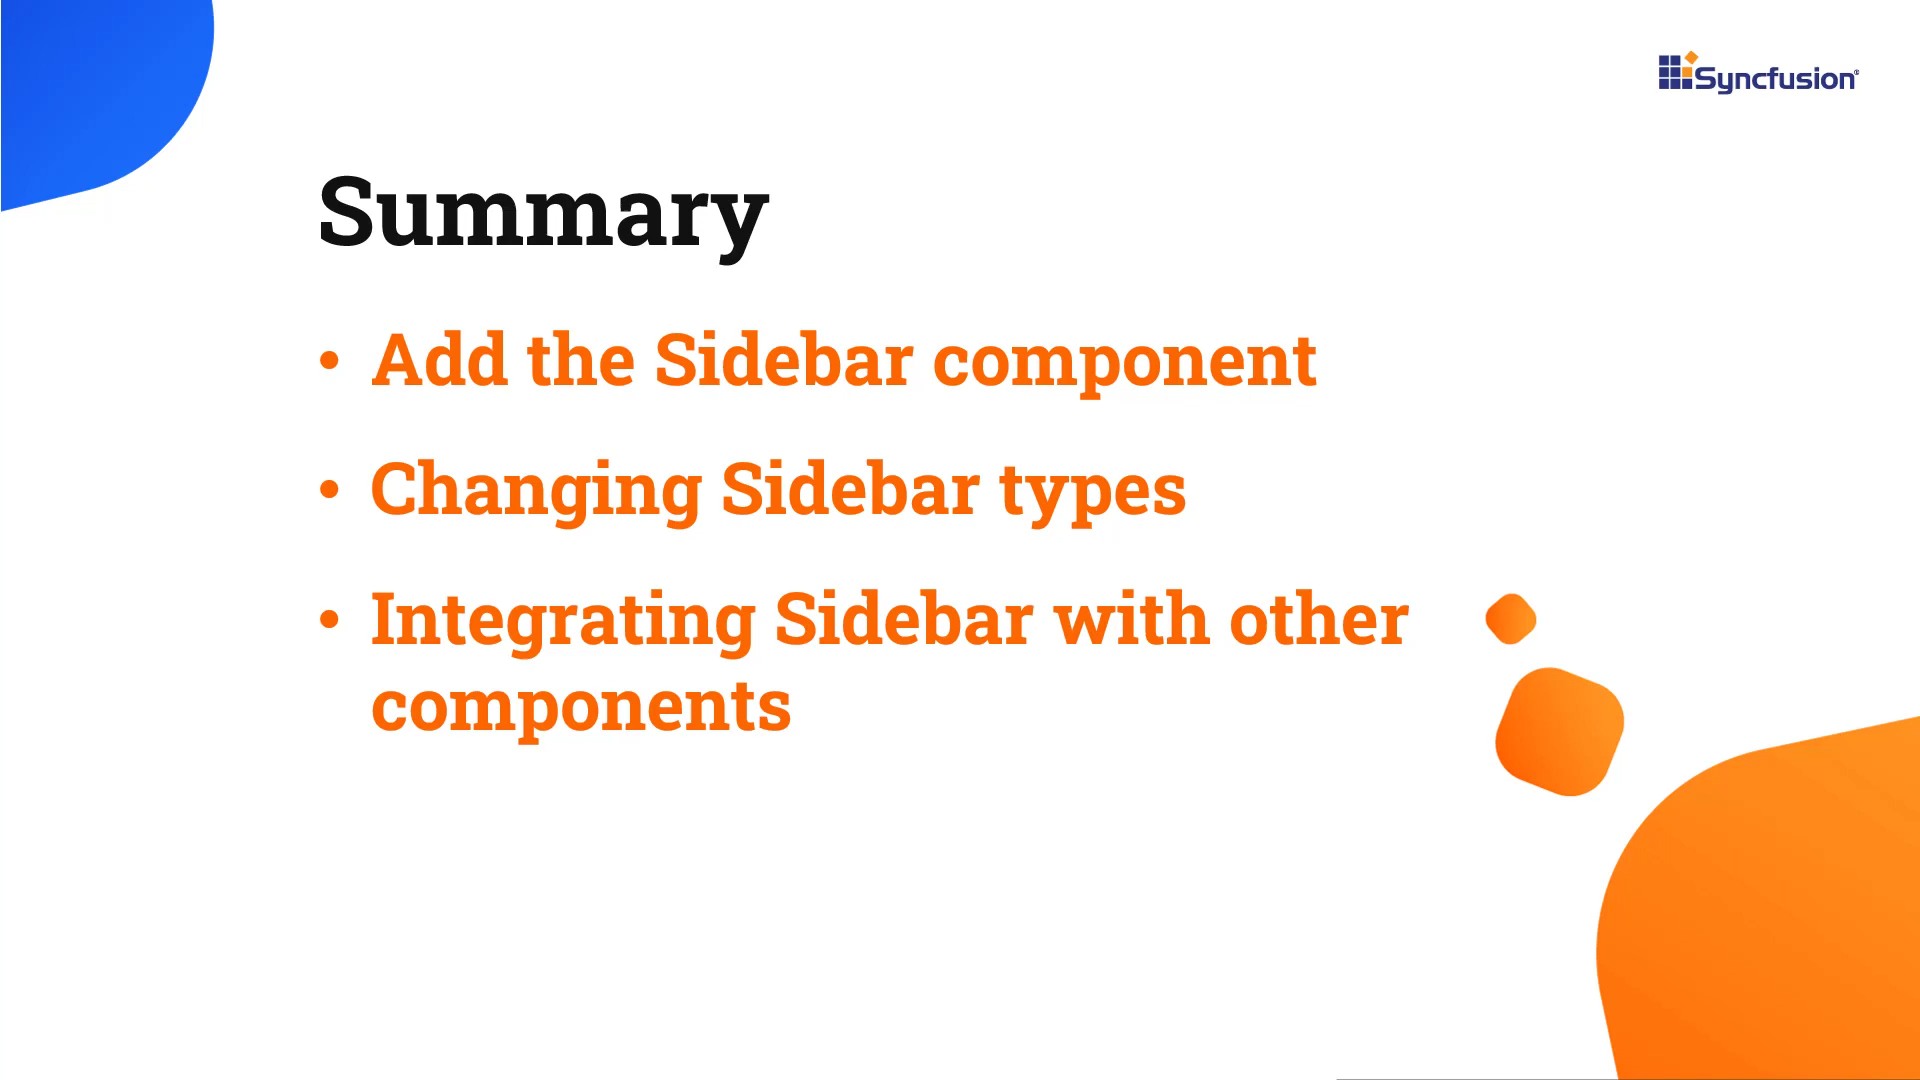 Syncfusion®
Summary
• Add the Sidebar component
• Changing Sidebar types
• Integrating Sidebar with other
components